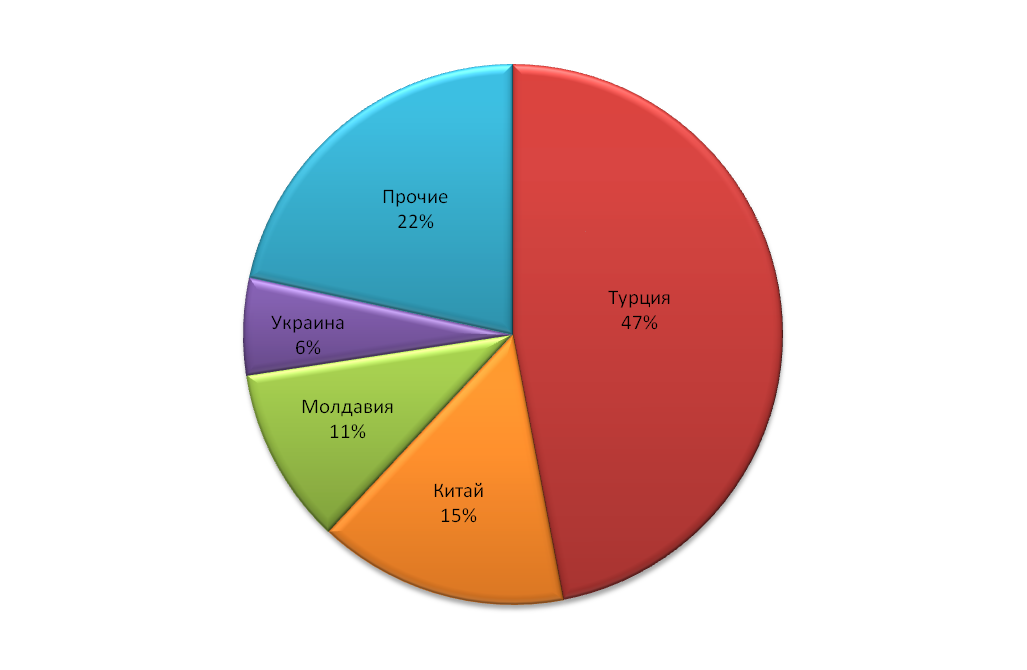 Прочие
22%
Турция
47%
Украина
6%
Молдавия
11%
Китай
15%